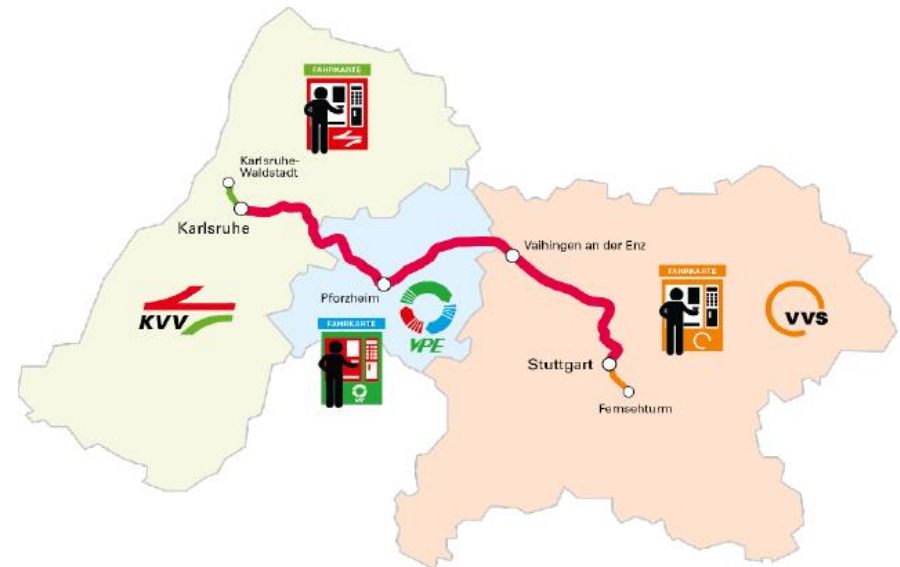 FAHRKARTE
Karlsruhe-
Waldstadt
Karlsruhe
Vaihingen an der Enz
FAHRKARTE
Pforzheim
KVV
VPE
VVS
FAHRKARTE
Stuttgart
Fernsehturm